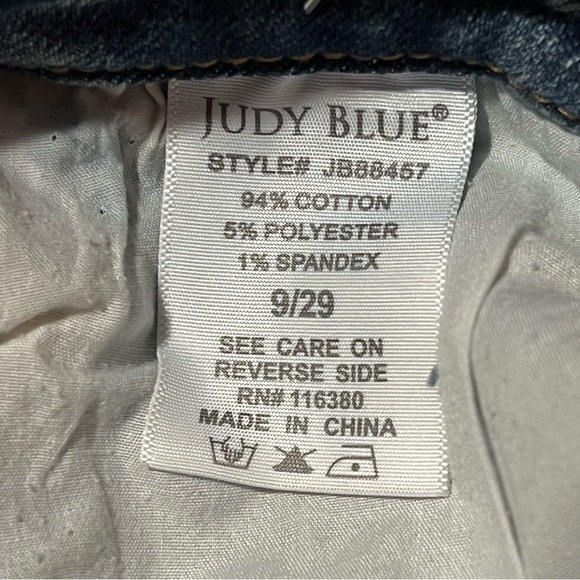 JUDY BLUE®
STYLE# JB88457
94% COTTON
5% POLYESTER
1% SPANDEX
9/29
SEE CARE ON
REVERSE SIDE
RN# 116380
MADE IN CHINA